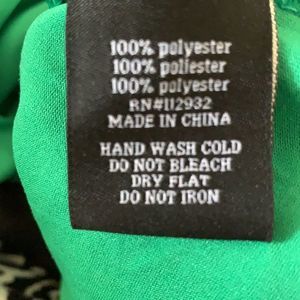 100% polyester
100% poliester
100% polyester
RN#112932
MADE IN CHINA
HAND WASH COLD
DO NOT BLEACH
DRY FLAT
DO NOT IRON